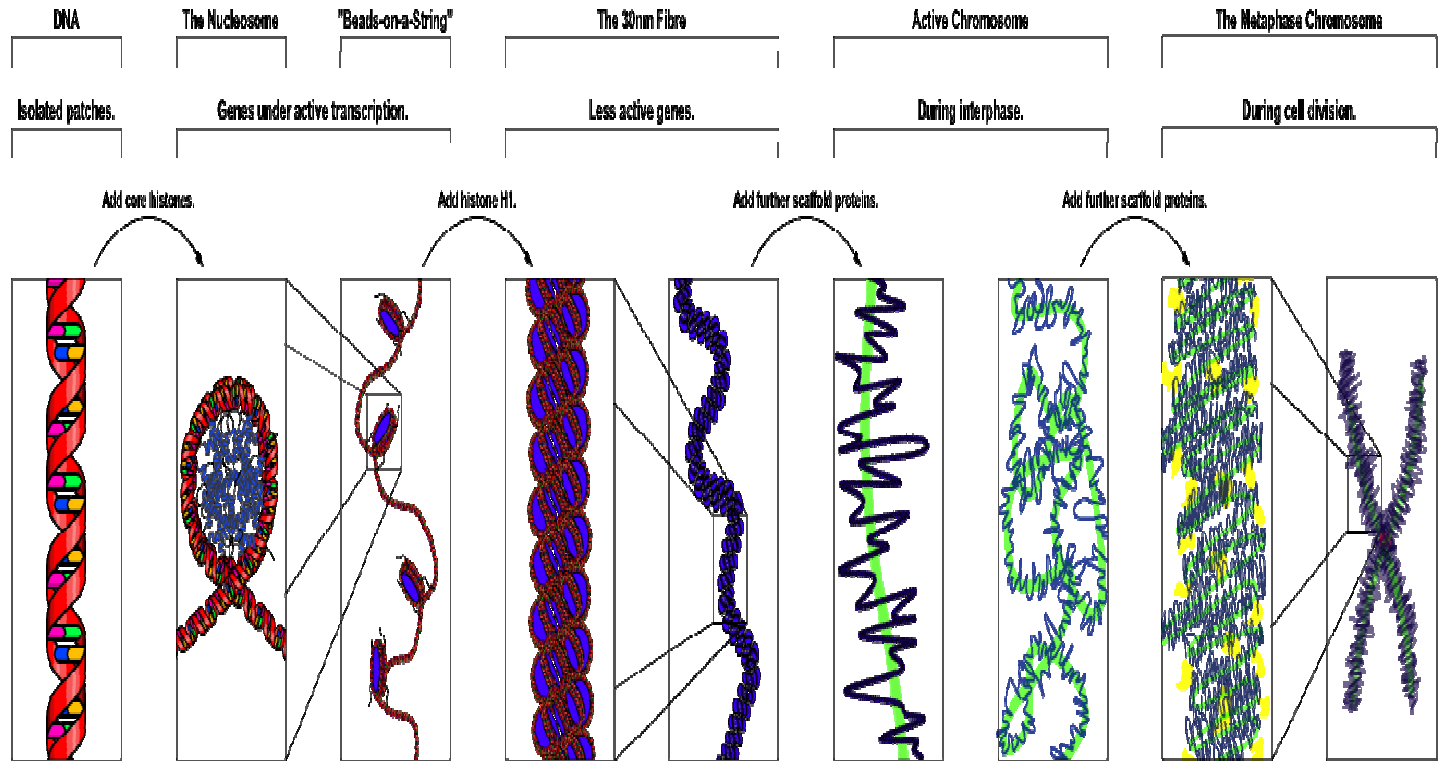 DNA
The Nucleosome
"Beads-on-a-String"
The 30nm Fibre
Active Chromosome
The Metaphase Chromosome
Isolated patches.
Genes under active transcription.
Less active genes.
During interphase.
During cell division.
Add core histones.
Add histone H1.
Add further scaffold proteins.
Add further scaffold proteins.